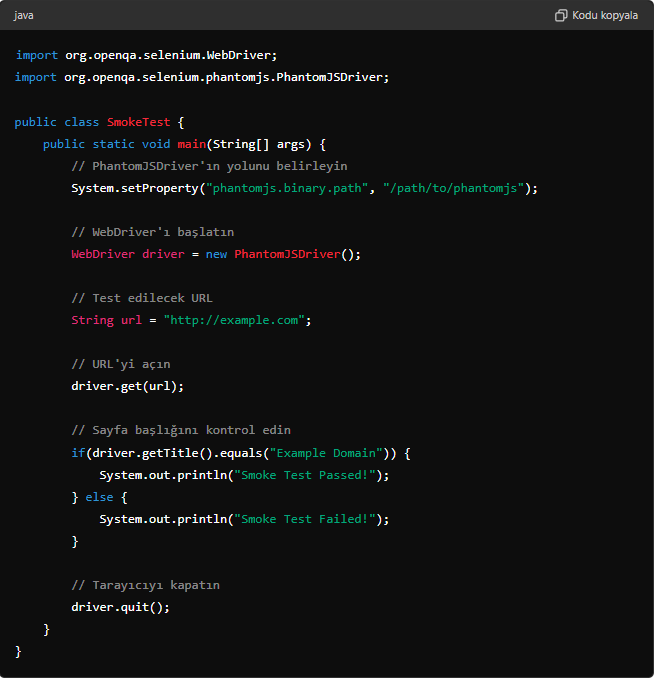 java
Kodu kopyala
import org.openqa.selenium.WebDriver;
import org.openqa.selenium.phantomjs.PhantomJSDriver;
public class SmokeTest {
public static void main(String[] args) {
// PhantomJSDriver'ın yolunu belirleyin
System.setProperty("phantomjs.binary.path", "/path/to/phantomjs");
// WebDriver'ı başlatın
WebDriver driver = new PhantomJSDriver();
// Test edilecek URL
String url = "http://example.com";
// URL'yi açın
driver.get(url);
// Sayfa başlığını kontrol edin
if(driver.getTitle().equals("Example Domain")) {
System.out.println("Smoke Test Passed!");
} else {
System.out.println("Smoke Test Failed!");
}
// Tarayıcıyı kapatın
driver.quit();
}
}